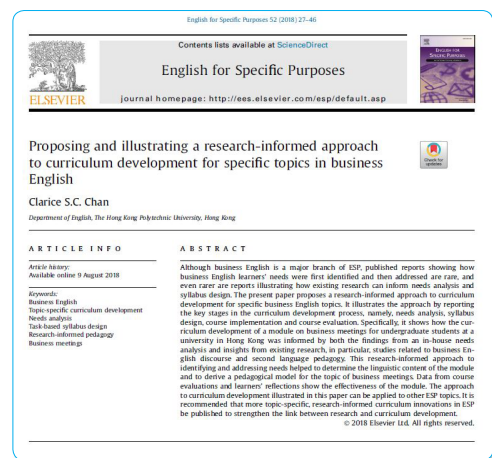 English for Specific Purposes 52 (2018) 27–46
Contents lists available at ScienceDirect
English for Specific Purposes
journal homepage: http://ees.elsevier.com/esp/default.asp
ELSEVIER
ENGLISH FOR
SPECIFIC PURPOSES
Proposing and illustrating a research-informed approach
to curriculum development for specific topics in business
English
Check for
updates
Clarice S.C. Chan
Department of English, The Hong Kong Polytechnic University, Hong Kong
ARTICLE INFO
Article history:
Available online 9 August 2018
Keywords:
Business English
Topic-specific curriculum development
Needs analysis
Task-based syllabus design
Research-informed pedagogy
Business meetings
ABSTRACT
Although business English is a major branch of ESP, published reports showing how
business English learners' needs were first identified and then addressed are rare, and
even rarer are reports illustrating how existing research can inform needs analysis and
syllabus design. The present paper proposes a research-informed approach to curriculum
development for specific business English topics. It illustrates the approach by reporting
the key stages in the curriculum development process, namely, needs analysis, syllabus
design, course implementation and course evaluation. Specifically, it shows how the cur-
riculum development of a module on business meetings for undergraduate students at a
university in Hong Kong was informed by both the findings from an in-house needs
analysis and insights from existing research, in particular, studies related to business En-
glish discourse and second language pedagogy. This research-informed approach to
identifying and addressing needs helped to determine the linguistic content of the module
and to derive a pedagogical model for the topic of business meetings. Data from course
evaluations and learners' reflections show the effectiveness of the module. The approach
to curriculum development illustrated in this paper can be applied to other ESP topics. It is
recommended that more topic-specific, research-informed curriculum innovations in ESP
be published to strengthen the link between research and curriculum development.
© 2018 Elsevier Ltd. All rights reserved.